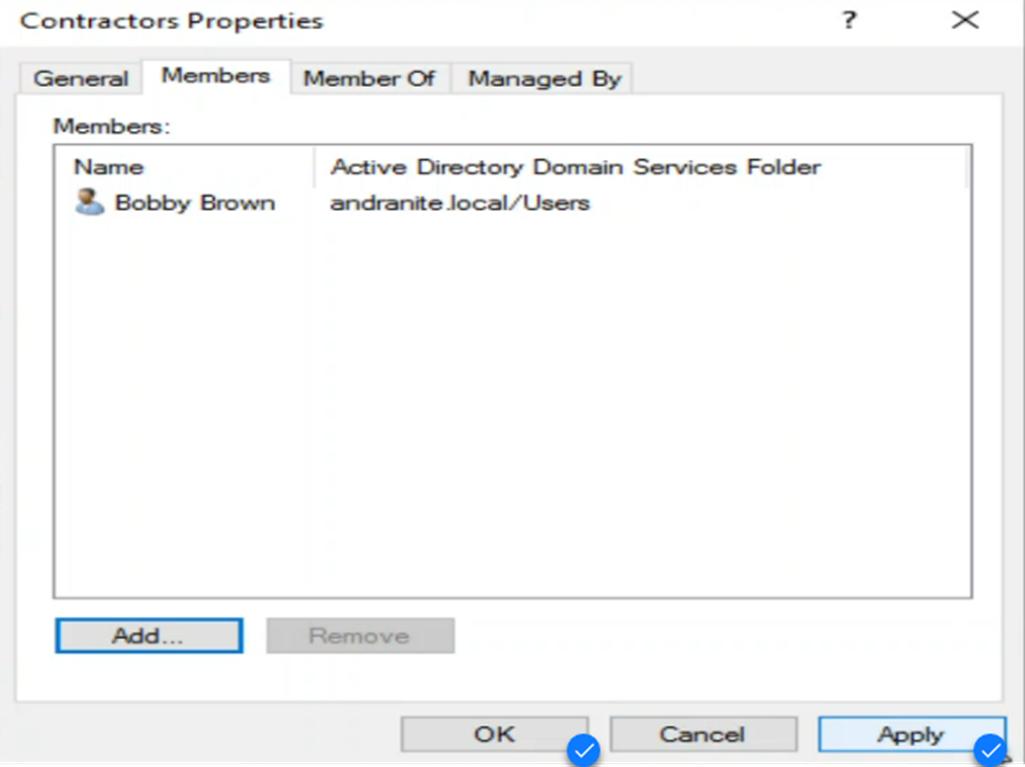 Contractors Properties ? ×
General Members Member Of Managed By
Members:
Name Active Directory Domain Services Folder
Bobby Brown andranite.local/Users
Add... Remove
OK Cancel Apply